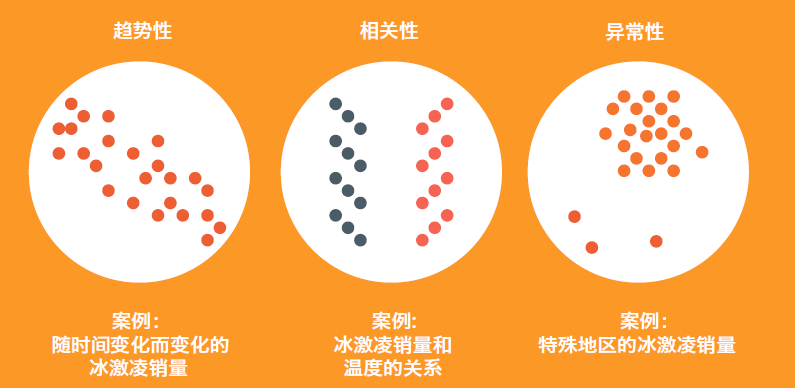 趋势性
相关性
异常性
案例：
随时间变化而变化的
冰激凌销量
案例:
冰激凌销量和
温度的关系
案例：
特殊地区的冰激凌销量